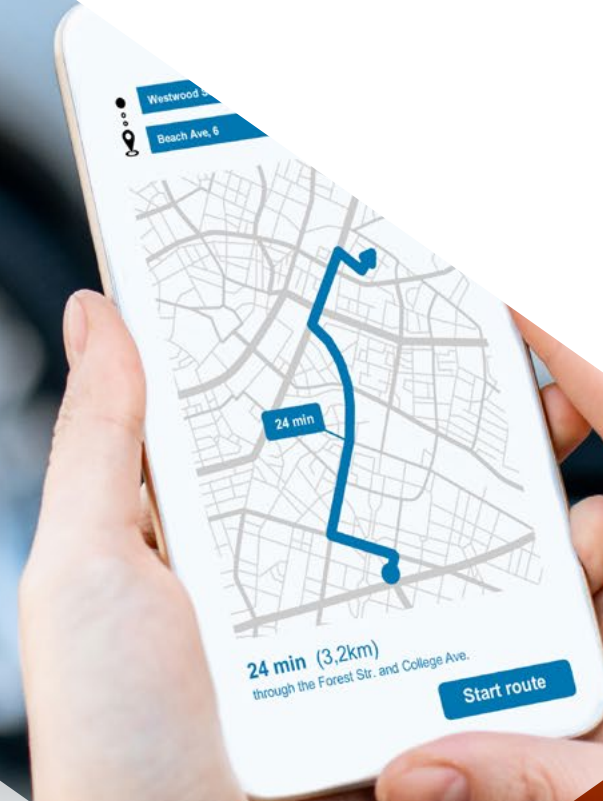 Westwood
Beach Ave, 6
24 min
24 min (3,2km)
through the Forest Str. and College Ave.
Start route